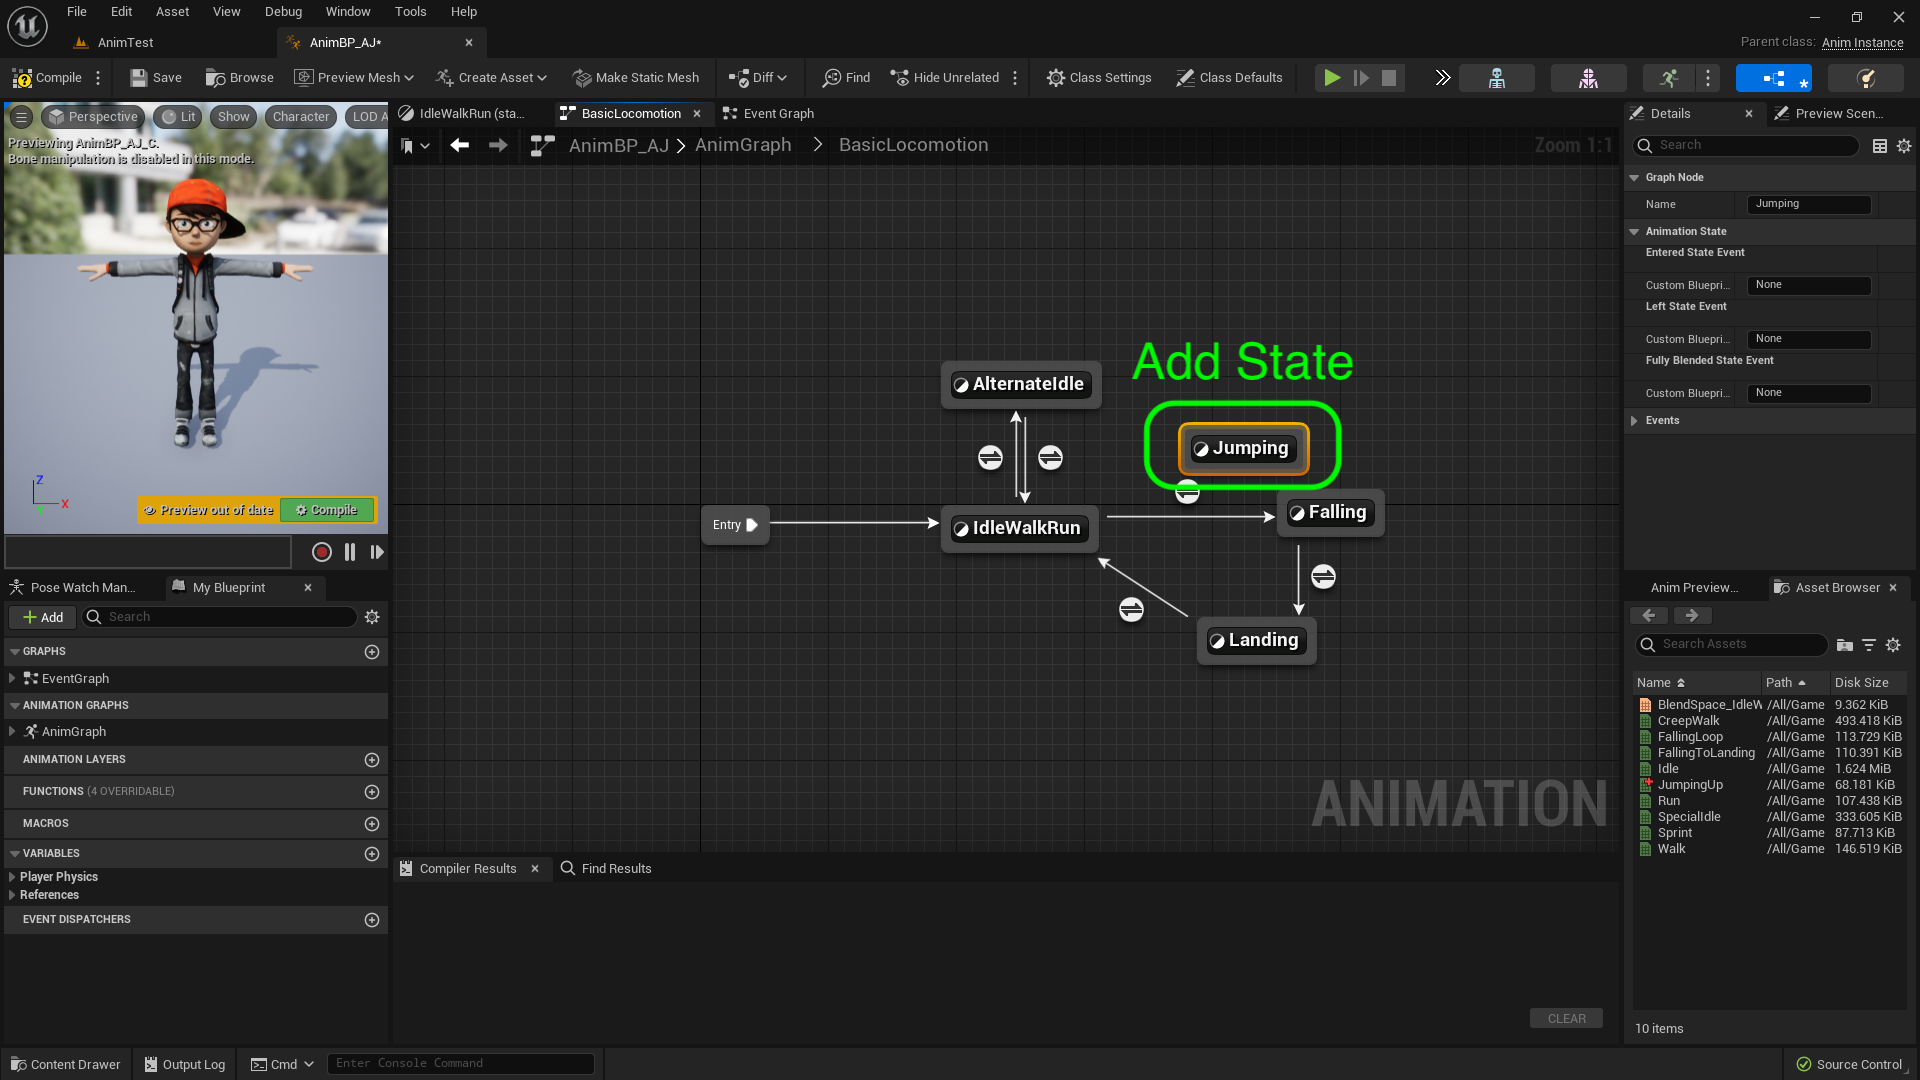 File Edit Asset View Debug Window Tools Help
AnimTest
AnimBP_AJ*
Parent class: Anim Instance
Compile Save Browse Preview Mesh Create Asset Make Static Mesh Diff Find Hide Unrelated Class Settings Class Defaults
Perspective Lit Show Character LOD A
Previewing AnimBP_AJ_C.
Bone manipulation is disabled in this mode.
Z
X
Y
Preview out of date Compile
IdleWalkRun (sta... BasicLocomotion Event Graph
AnimBP_AJ > AnimGraph > BasicLocomotion
Zoom 1:1
Add State
AlternateIdle
Jumping
Entry
IdleWalkRun
Falling
Landing
ANIMATION
Pose Watch Man... My Blueprint
Add Search
GRAPHS
EventGraph
ANIMATION GRAPHS
AnimGraph
ANIMATION LAYERS
FUNCTIONS (4 OVERRIDABLE)
MACROS
VARIABLES
Player Physics
References
EVENT DISPATCHERS
Compiler Results Find Results
CLEAR
Details Preview Scen...
Search
Graph Node
Name Jumping
Animation State
Entered State Event
Custom Bluepri... None
Left State Event
Custom Bluepri... None
Fully Blended State Event
Custom Bluepri... None
Events
Anim Preview... Asset Browser
Search Assets
Name Path Disk Size
BlendSpace_IdleW /All/Game 9.362 KiB
CreepWalk /All/Game 493.418 KiB
FallingLoop /All/Game 113.729 KiB
FallingToLanding /All/Game 110.391 KiB
Idle /All/Game 1.624 MiB
JumpingUp /All/Game 68.181 KiB
Run /All/Game 107.438 KiB
SpecialIdle /All/Game 333.605 KiB
Sprint /All/Game 87.713 KiB
Walk /All/Game 146.519 KiB
10 items
Content Drawer Output Log Cmd Enter Console Command Source Control